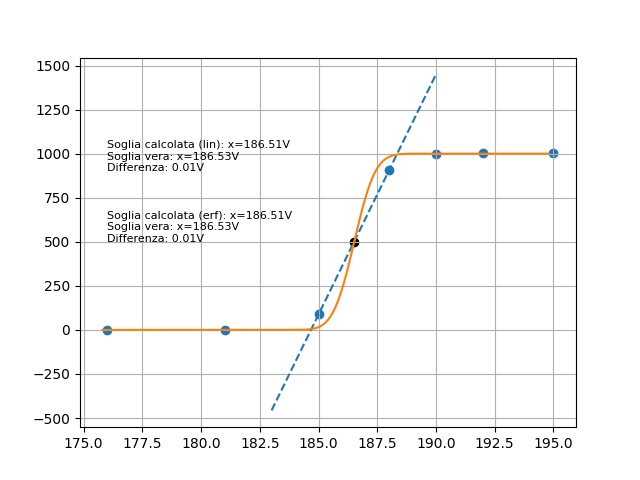 1500
1250
1000
750
500
250
0
−250
−500
Soglia calcolata (lin): x=186.51V
Soglia vera: x=186.53V
Differenza: 0.01V
Soglia calcolata (erf): x=186.51V
Soglia vera: x=186.53V
Differenza: 0.01V
175.0 177.5 180.0 182.5 185.0 187.5 190.0 192.5 195.0